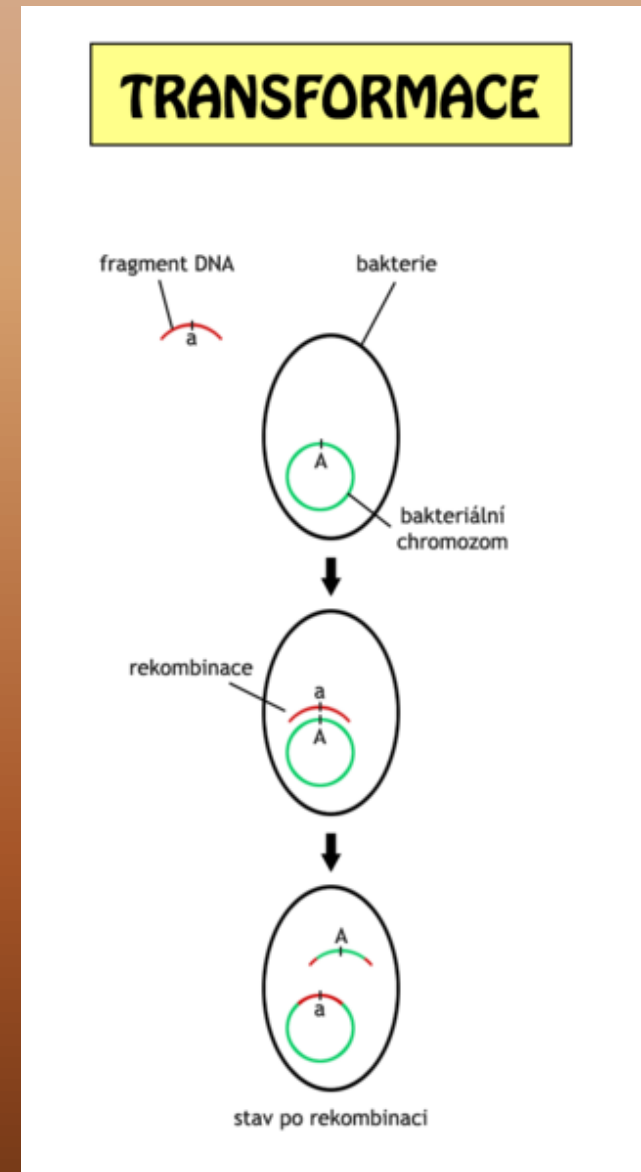 TRANSFORMACE
fragment DNA
bakterie
a
A
bakteriální
chromozom
rekombinace
a
A
A
a
stav po rekombinaci